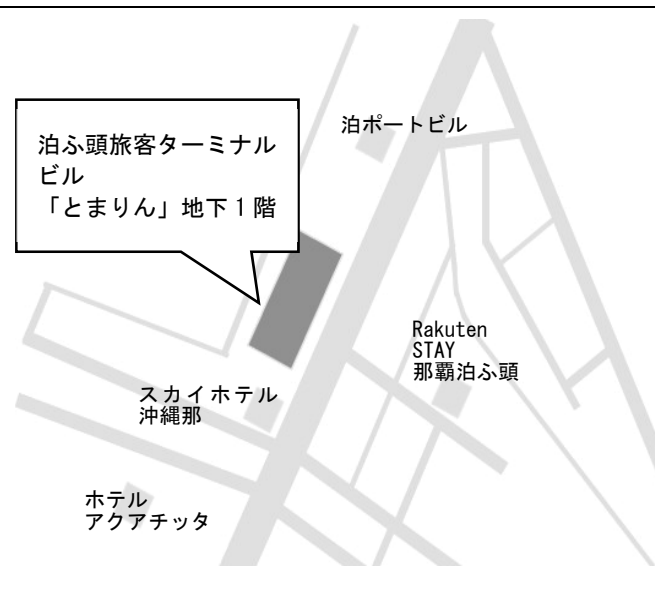 泊ポートビル
泊ふ頭旅客ターミナル
ビル
「とまりん」地下１階
Rakuten
STAY
那覇泊ふ頭
スカイホテル
沖縄那
ホテル
アクアチッタ